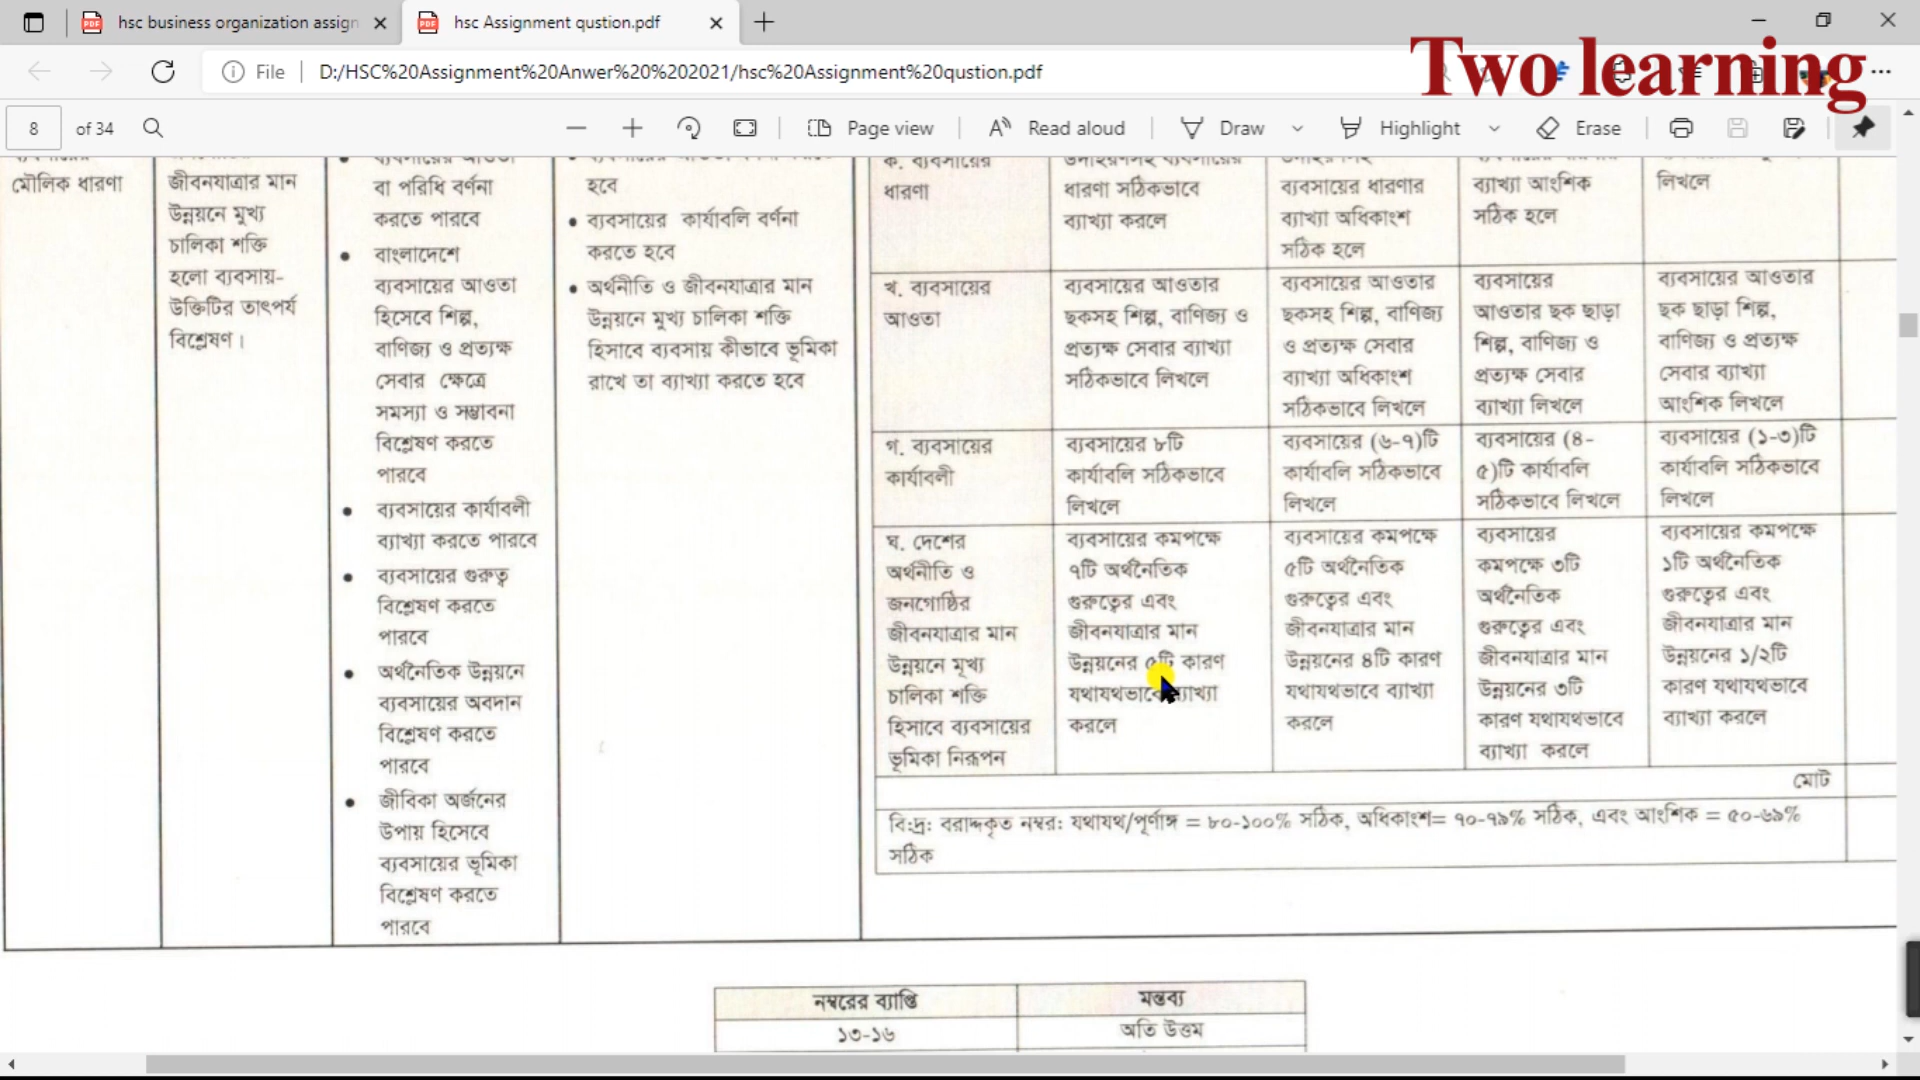 hsc business organization assign
hsc Assignment qustion.pdf
File
D:/HSC%20Assignment%20Anwer%20%202021/hsc%20Assignment%20qustion.pdf
Two learning
8
of 34
Page view
Read aloud
Draw
Highlight
Erase
মৌলিক ধারণা
জীবনযাত্রার মান
উন্নয়নে মুখ্য
চালিকা শক্তি
হলো ব্যবসায়-
উক্তিটির তাৎপর্য
বিশ্লেষণ।
বা পরিধি বর্ণনা
করতে পারবে
• বাংলাদেশে
ব্যবসায়ের আওতা
হিসেবে শিল্প,
বাণিজ্য ও প্রত্যক্ষ
সেবার ক্ষেত্রে
সমস্যা ও সম্ভাবনা
বিশ্লেষণ করতে
পারবে
• ব্যবসায়ের কার্যাবলী
ব্যাখ্যা করতে পারবে
• ব্যবসায়ের গুরুত্ব
বিশ্লেষণ করতে
পারবে
• অর্থনৈতিক উন্নয়নে
ব্যবসায়ের অবদান
বিশ্লেষণ করতে
পারবে
• জীবিকা অর্জনের
উপায় হিসেবে
ব্যবসায়ের ভূমিকা
বিশ্লেষণ করতে
পারবে
হবে
• ব্যবসায়ের কার্যাবলি বর্ণনা
করতে হবে
• অর্থনীতি ও জীবনযাত্রার মান
উন্নয়নে মুখ্য চালিকা শক্তি
হিসাবে ব্যবসায় কীভাবে ভূমিকা
রাখে তা ব্যাখ্যা করতে হবে
ক. ব্যবসায়ের
ধারণা
ধারণা সঠিকভাবে
ব্যাখ্যা করলে
ব্যবসায়ের ধারণার
ব্যাখ্যা অধিকাংশ
সঠিক হলে
ব্যাখ্যা আংশিক
সঠিক হলে
লিখলে
খ. ব্যবসায়ের
আওতা
ব্যবসায়ের আওতার
ছকসহ শিল্প, বাণিজ্য ও
প্রত্যক্ষ সেবার ব্যাখ্যা
সঠিকভাবে লিখলে
ব্যবসায়ের আওতার
ছকসহ শিল্প, বাণিজ্য
ও প্রত্যক্ষ সেবার
ব্যাখ্যা অধিকাংশ
সঠিকভাবে লিখলে
ব্যবসায়ের
আওতার ছক ছাড়া
শিল্প, বাণিজ্য ও
প্রত্যক্ষ সেবার
ব্যাখ্যা লিখলে
ব্যবসায়ের আওতার
ছক ছাড়া শিল্প,
বাণিজ্য ও প্রত্যক্ষ
সেবার ব্যাখ্যা
আংশিক লিখলে
গ. ব্যবসায়ের
কার্যাবলী
ব্যবসায়ের ৮টি
কার্যাবলি সঠিকভাবে
লিখলে
ব্যবসায়ের (৬-৭)টি
কার্যাবলি সঠিকভাবে
লিখলে
ব্যবসায়ের (৪-
৫)টি কার্যাবলি
সঠিকভাবে লিখলে
ব্যবসায়ের (১-৩)টি
কার্যাবলি সঠিকভাবে
লিখলে
ঘ. দেশের
অর্থনীতি ও
জনগোষ্ঠির
জীবনযাত্রার মান
উন্নয়নে মূখ্য
চালিকা শক্তি
হিসাবে ব্যবসায়ের
ভূমিকা নিরূপন
ব্যবসায়ের কমপক্ষে
৭টি অর্থনৈতিক
গুরুত্বের এবং
জীবনযাত্রার মান
উন্নয়নের ৫টি কারণ
যথাযথভাবে ব্যাখ্যা
করলে
ব্যবসায়ের কমপক্ষে
৫টি অর্থনৈতিক
গুরুত্বের এবং
জীবনযাত্রার মান
উন্নয়নের ৪টি কারণ
যথাযথভাবে ব্যাখ্যা
করলে
ব্যবসায়ের
কমপক্ষে ৩টি
অর্থনৈতিক
গুরুত্বের এবং
জীবনযাত্রার মান
উন্নয়নের ৩টি
কারণ যথাযথভাবে
ব্যাখ্যা করলে
ব্যবসায়ের কমপক্ষে
১টি অর্থনৈতিক
গুরুত্বের এবং
জীবনযাত্রার মান
উন্নয়নের ১/২টি
কারণ যথাযথভাবে
ব্যাখ্যা করলে
মোট
বি:দ্র: বরাদ্দকৃত নম্বর: যথাযথ/পূর্ণাঙ্গ = ৮০-১০০% সঠিক, অধিকাংশ= ৭০-৭৯% সঠিক, এবং আংশিক = ৫০-৬৯%
সঠিক
নম্বরের ব্যাপ্তি
মন্তব্য
১৩-১৬
অতি উত্তম